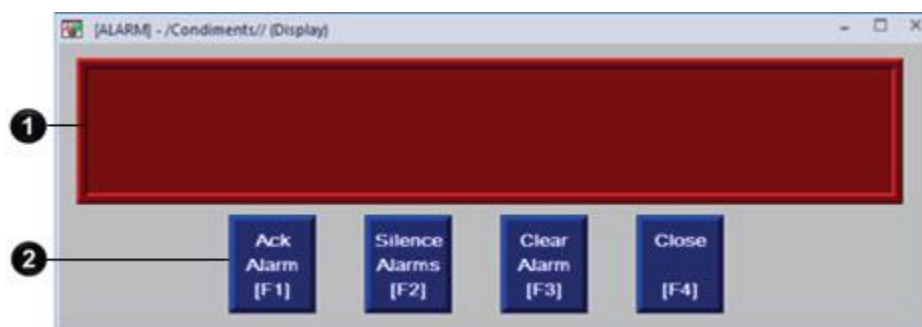 [ALARM] - /Condiments// (Display)
1
2
Ack
Alarm
[F1]
Silence
Alarms
[F2]
Clear
Alarm
[F3]
Close
[F4]